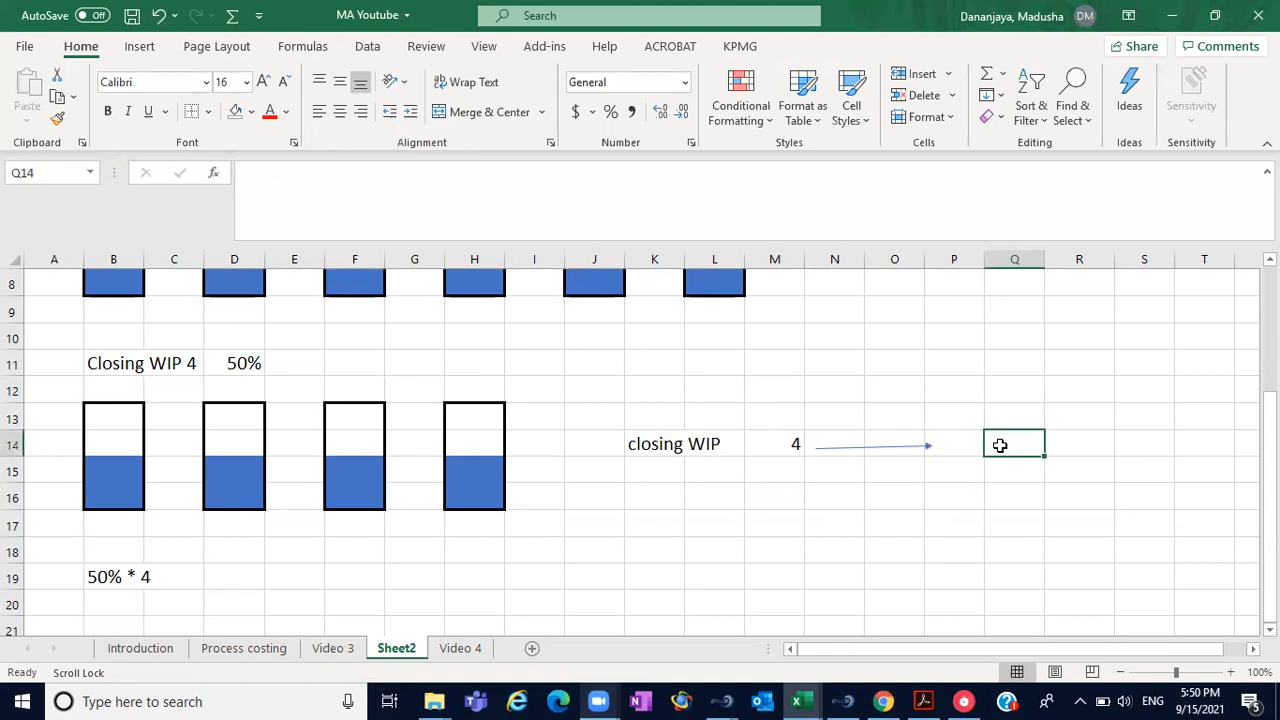 AutoSave Off
MA Youtube
Search
Dananjaya, Madusha DM
File Home Insert Page Layout Formulas Data Review View Add-ins Help ACROBAT KPMG Share Comments
Paste
Calibri 16
B I U A
Wrap Text
Merge & Center
General
$ % ,
Conditional Formatting
Format as Table
Cell Styles
Insert
Delete
Format
Sort & Filter
Find & Select
Ideas
Sensitivity
Clipboard Font Alignment Number Styles Cells Editing Ideas Sensitivity
Q14 fx
A B C D E F G H I J K L M N O P Q R S T
8
9
10
11 Closing WIP 4 50%
12
13
14 closing WIP 4
15
16
17
18
19 50% * 4
20
21
Introduction Process costing Video 3 Sheet2 Video 4
Ready Scroll Lock 100%
Type here to search
ENG
5:50 PM
9/15/2021
5